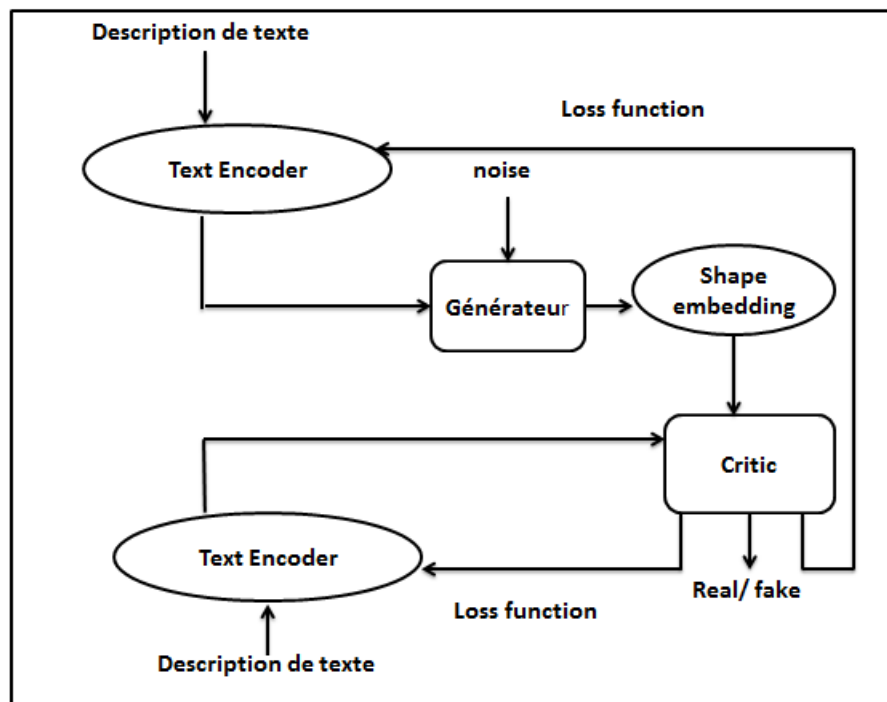 Description de texte
Loss function
Text Encoder
noise
Shape
embedding
Générateur
Critic
Text Encoder
Real/ fake
Loss function
Description de texte